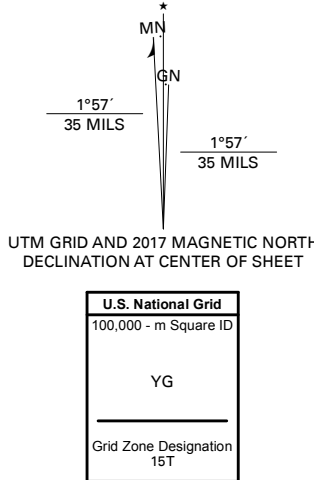 MN
GN
1°57´
35 MILS
1°57´
35 MILS
UTM GRID AND 2017 MAGNETIC NORTH
DECLINATION AT CENTER OF SHEET
U.S. National Grid
100,000 - m Square ID
YG
Grid Zone Designation
15T